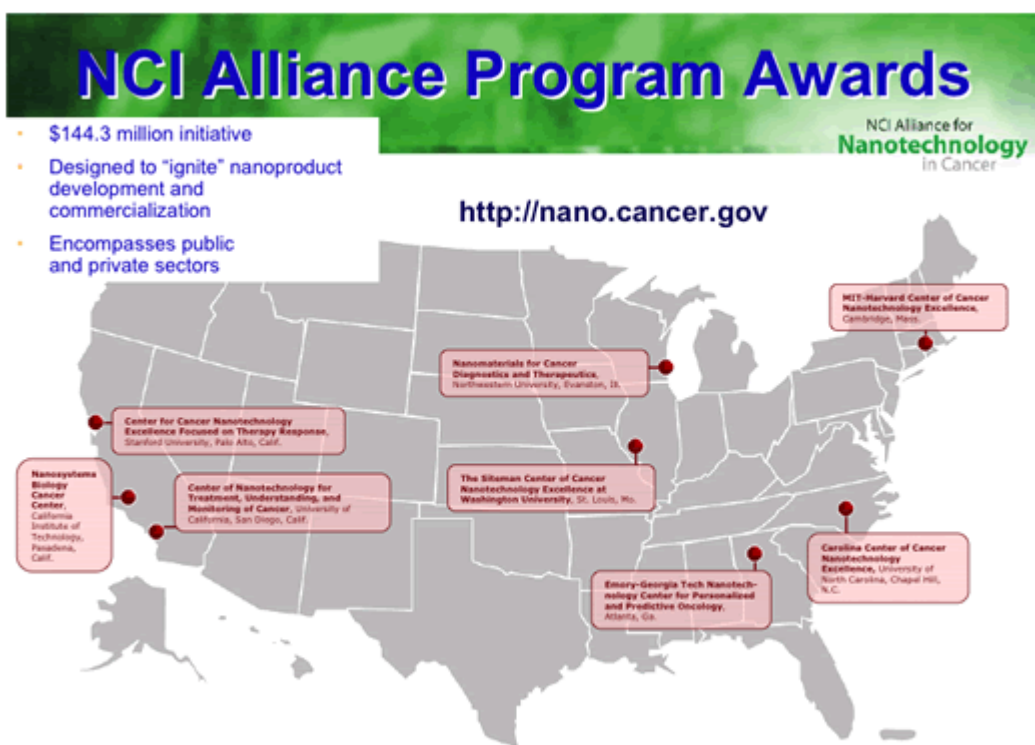 NCI Alliance Program Awards
• $144.3 million initiative
• Designed to “ignite” nanoproduct
development and
commercialization
• Encompasses public
and private sectors
NCI Alliance for
Nanotechnology
in Cancer
http://nano.cancer.gov
MIT-Harvard Center of Cancer
Nanotechnology Excellence,
Cambridge, Mass.
Nanomaterials for Cancer
Diagnostics and Therapeutics,
Northwestern University, Evanston, Ill.
Center for Cancer Nanotechnology
Excellence Focused on Therapy Response,
Stanford University, Palo Alto, Calif.
Nanosystems
Biology
Cancer
Center, California
Institute of
Technology,
Pasadena,
Calif.
Center of Nanotechnology for
Treatment, Understanding, and
Monitoring of Cancer, University of
California, San Diego, Calif.
The Siteman Center of Cancer
Nanotechnology Excellence at
Washington University, St. Louis, Mo.
Carolina Center of Cancer
Nanotechnology
Excellence, University of
North Carolina, Chapel Hill,
N.C.
Emory-Georgia Tech Nanotech-
nology Center for Personalized
and Predictive Oncology,
Atlanta, Ga.